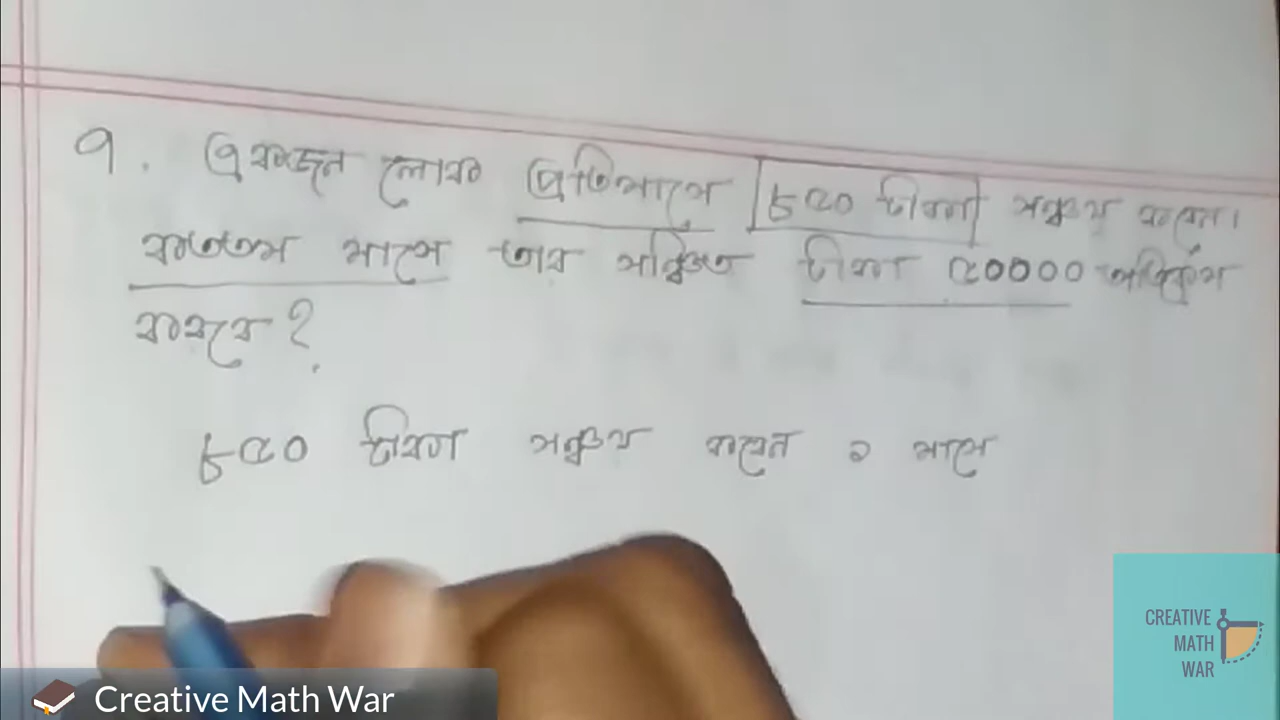 ৭. একজন লোক প্রতিমাসে ৮৫০ টাকা সঞ্চয় করেন।
কততম মাসে তার সঞ্চিত টাকা ৫০০০০ অতিক্রম
করবে?
৮৫০ টাকা সঞ্চয় করেন ১ মাসে
CREATIVE
MATH
WAR
Creative Math War